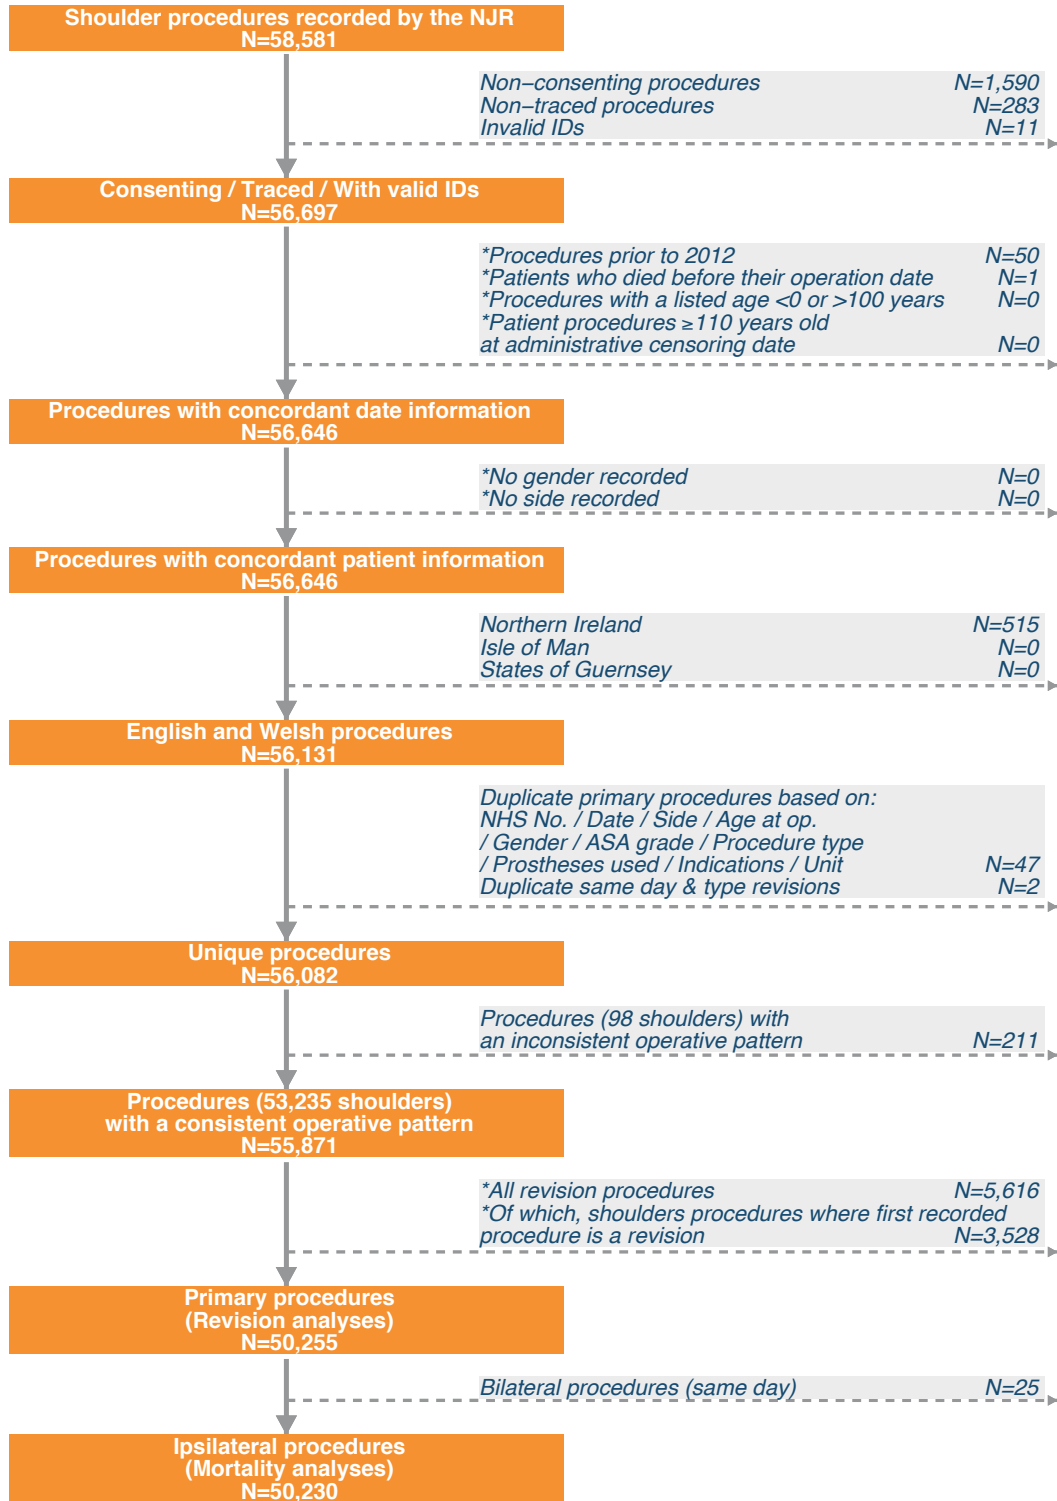 Shoulder procedures recorded by the NJR
N=58,581
Non−consenting procedures N=1,590
Non−traced procedures N=283
Invalid IDs N=11
Consenting / Traced / With valid IDs
N=56,697
*Procedures prior to 2012 N=50
*Patients who died before their operation date N=1
*Procedures with a listed age <0 or >100 years N=0
*Patient procedures ≥110 years old
at administrative censoring date N=0
Procedures with concordant date information
N=56,646
*No gender recorded N=0
*No side recorded N=0
Procedures with concordant patient information
N=56,646
Northern Ireland N=515
Isle of Man N=0
States of Guernsey N=0
English and Welsh procedures
N=56,131
Duplicate primary procedures based on:
NHS No. / Date / Side / Age at op.
/ Gender / ASA grade / Procedure type
/ Prostheses used / Indications / Unit N=47
Duplicate same day & type revisions N=2
Unique procedures
N=56,082
Procedures (98 shoulders) with
an inconsistent operative pattern N=211
Procedures (53,235 shoulders)
with a consistent operative pattern
N=55,871
*All revision procedures N=5,616
*Of which, shoulders procedures where first recorded
procedure is a revision N=3,528
Primary procedures
(Revision analyses)
N=50,255
Bilateral procedures (same day) N=25
Ipsilateral procedures
(Mortality analyses)
N=50,230